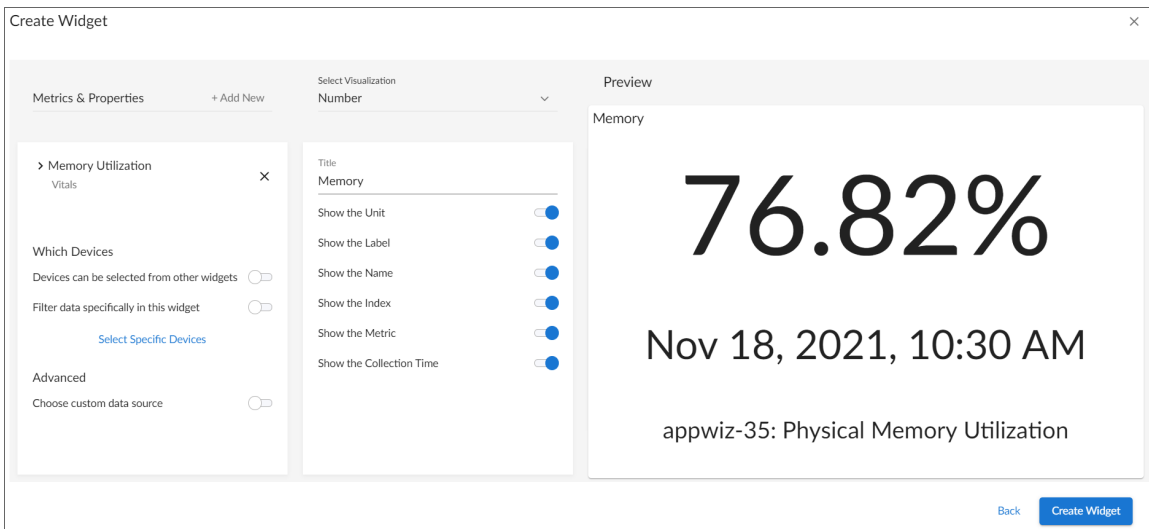 Create Widget
Metrics & Properties
+ Add New
Memory Utilization
Vitals
Which Devices
Devices can be selected from other widgets
Filter data specifically in this widget
Select Specific Devices
Advanced
Choose custom data source
Select Visualization
Number
Title
Memory
Show the Unit
Show the Label
Show the Name
Show the Index
Show the Metric
Show the Collection Time
Preview
Memory
76.82%
Nov 18, 2021, 10:30 AM
appwiz-35: Physical Memory Utilization
Back
Create Widget